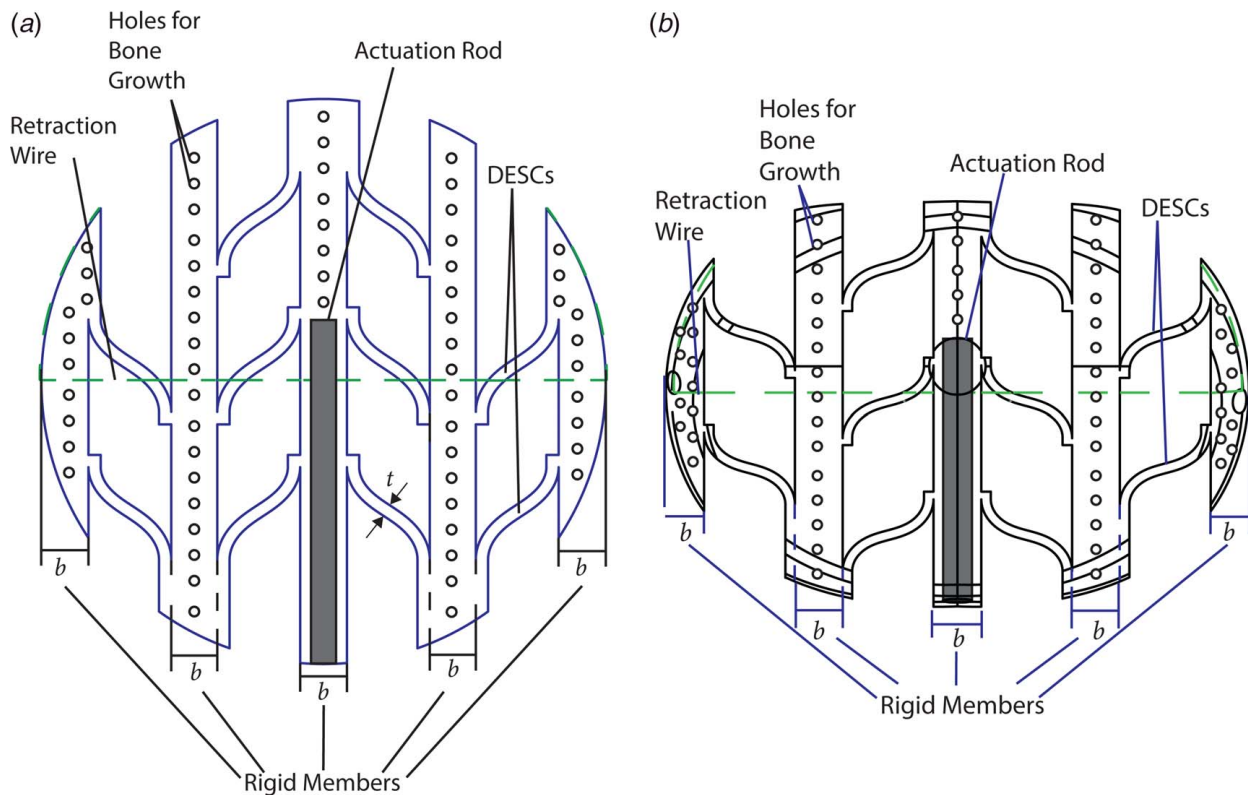 (a)
Holes for
Bone
Growth
Actuation Rod
Retraction
Wire
DESCs
t
b
b
b
b
b
Rigid Members
(b)
Holes for
Bone
Growth
Actuation Rod
Retraction
Wire
DESCs
b
b
b
b
b
Rigid Members